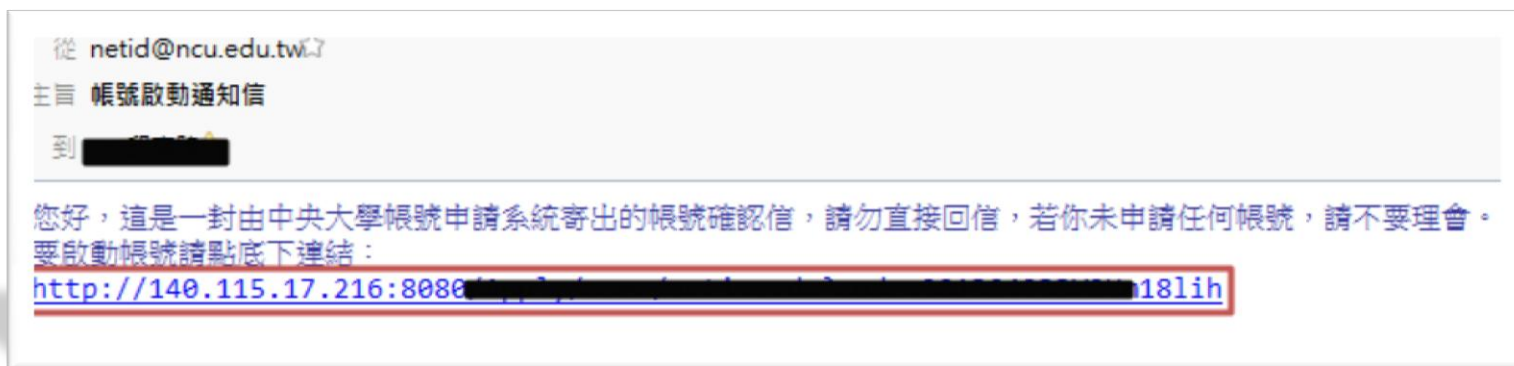 從 netid@ncu.edu.tw
主旨 帳號啟動通知信
到
您好，這是一封由中央大學帳號申請系統寄出的帳號確認信，請勿直接回信，若你未申請任何帳號，請不要理會。
要啟動帳號請點底下連結：
http://140.115.17.216:8080 18lih